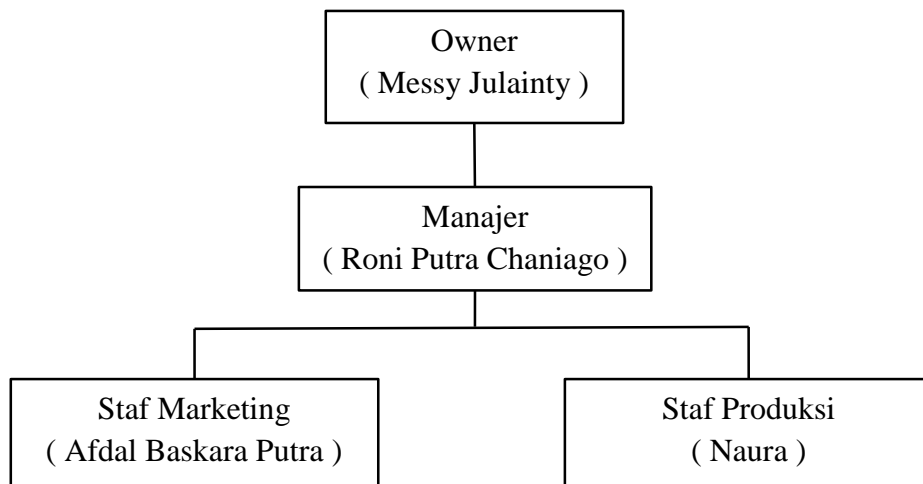 Owner
( Messy Julainty )
Manajer
( Roni Putra Chaniago )
Staf Marketing
( Afdal Baskara Putra )
Staf Produksi
( Naura )